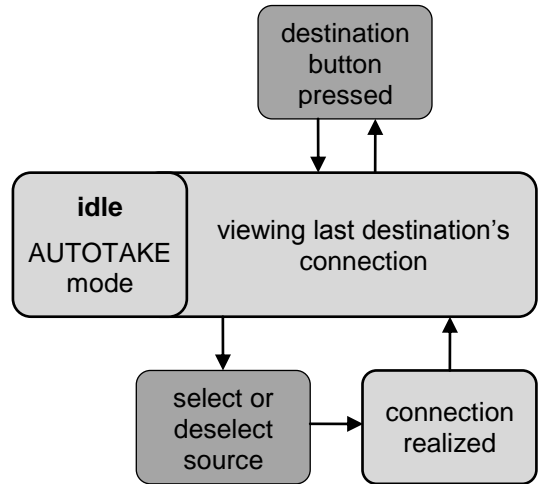 destination
button
pressed
idle
AUTOTAKE
mode
viewing last destination’s
connection
select or
deselect
source
connection
realized